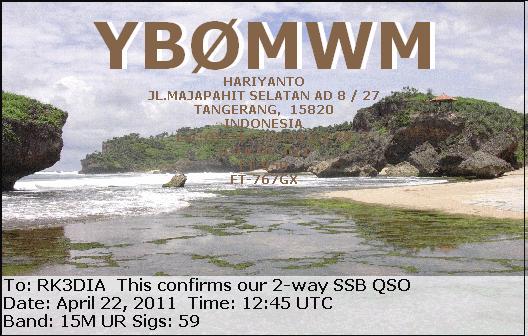 YBØMWM
HARIYANTO
JL.MAJAPAHIT SELATAN AD 8 / 27
TANGERANG, 15820
INDONESIA
FT-767GX
To: RK3DIA This confirms our 2-way SSB QSO
Date: April 22, 2011 Time: 12:45 UTC
Band: 15M UR Sigs: 59